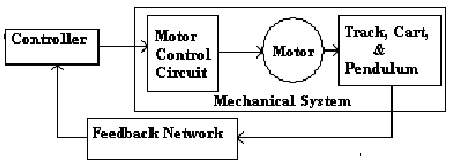 Controller
Motor
Control
Circuit
Motor
Track, Cart,
&
Pendulum
Mechanical System
Feedback Network